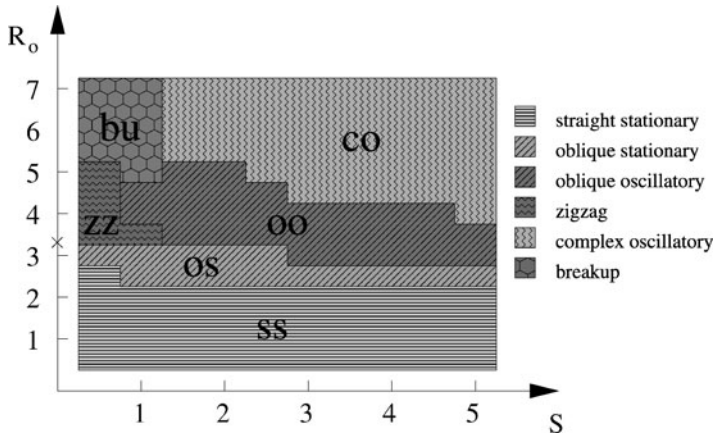 R o
7
6
5
4
3
2
1
bu
co
zz
oo
os
ss
1 2 3 4 5
S
straight stationary
oblique stationary
oblique oscillatory
zigzag
complex oscillatory
breakup